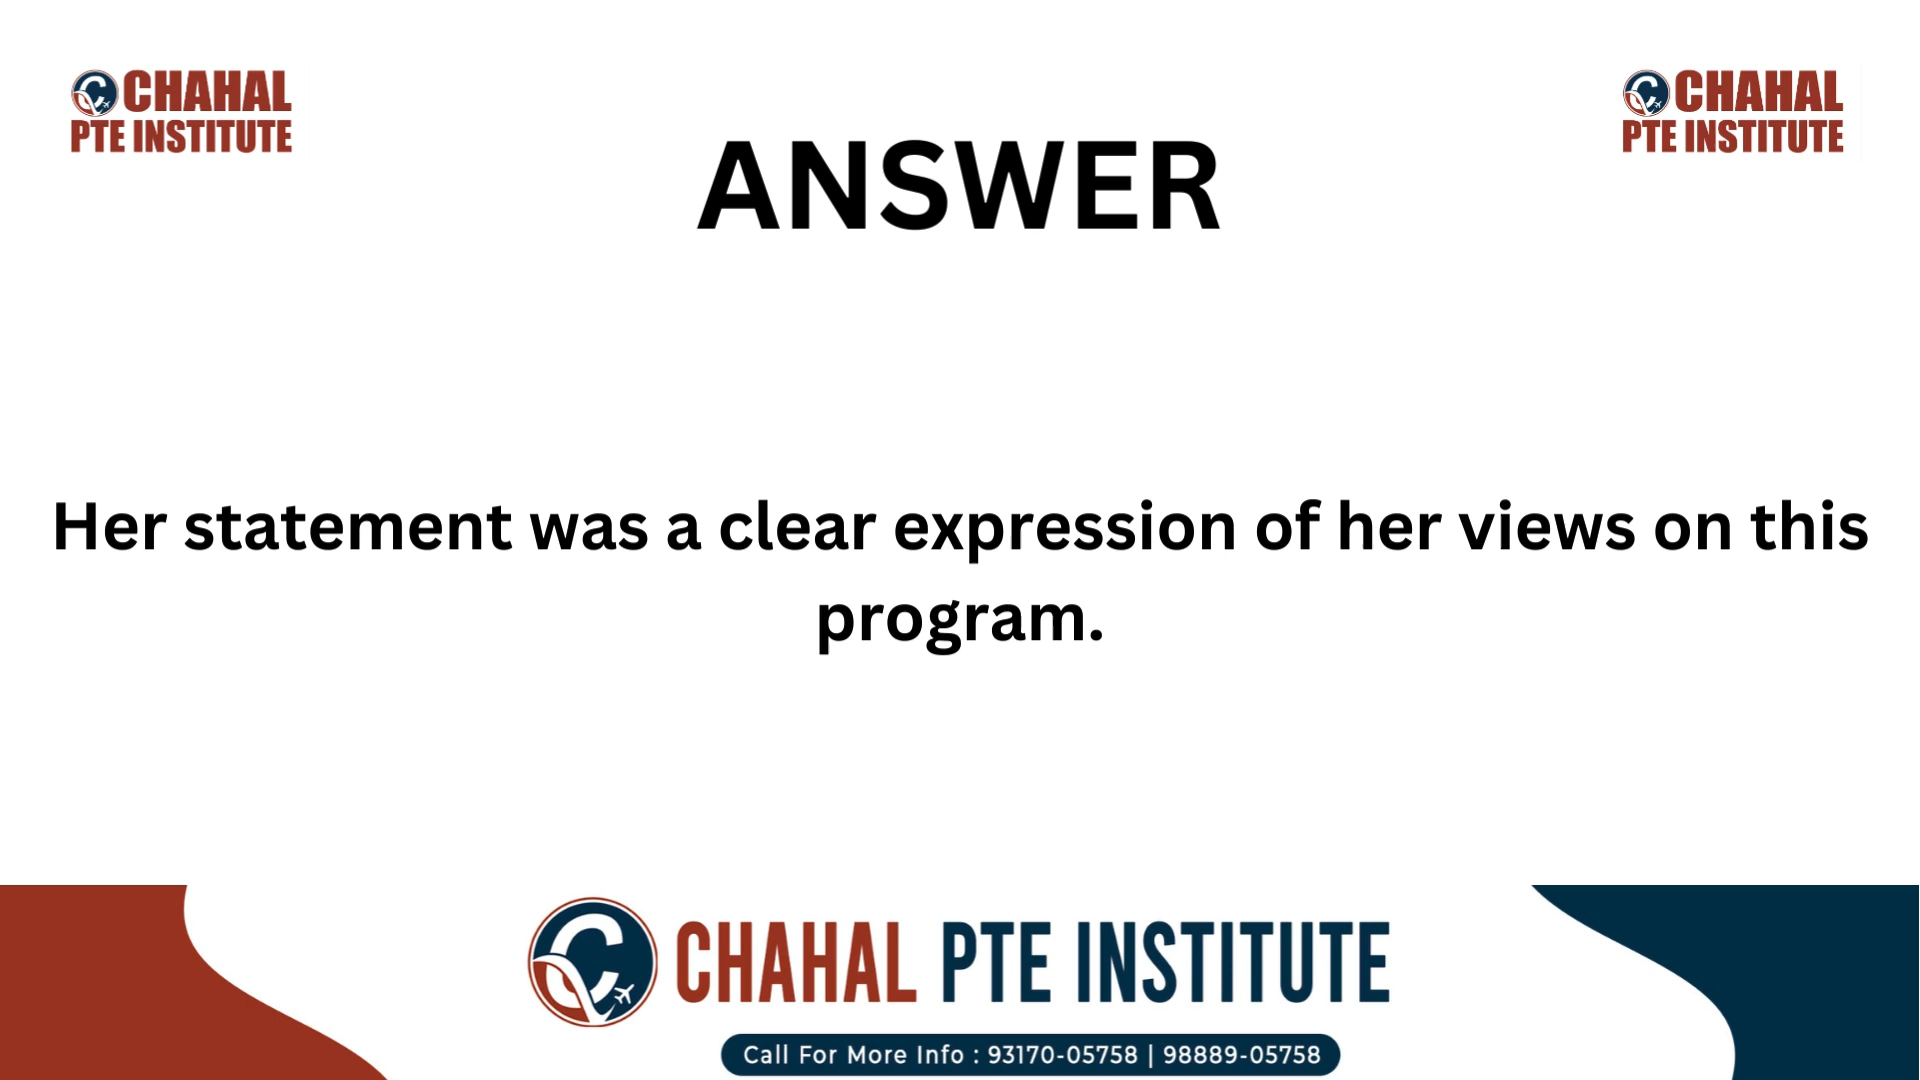 CHAHAL
PTE INSTITUTE
CHAHAL
PTE INSTITUTE
ANSWER
Her statement was a clear expression of her views on this
program.
CHAHAL PTE INSTITUTE
Call For More Info : 93170-05758 | 98889-05758